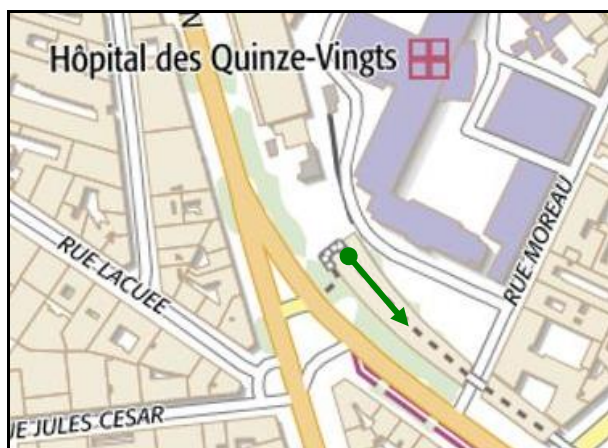 N
Hôpital des Quinze-Vingts
RUE MOREAU
RUE LACUEE
E JULES CESAR